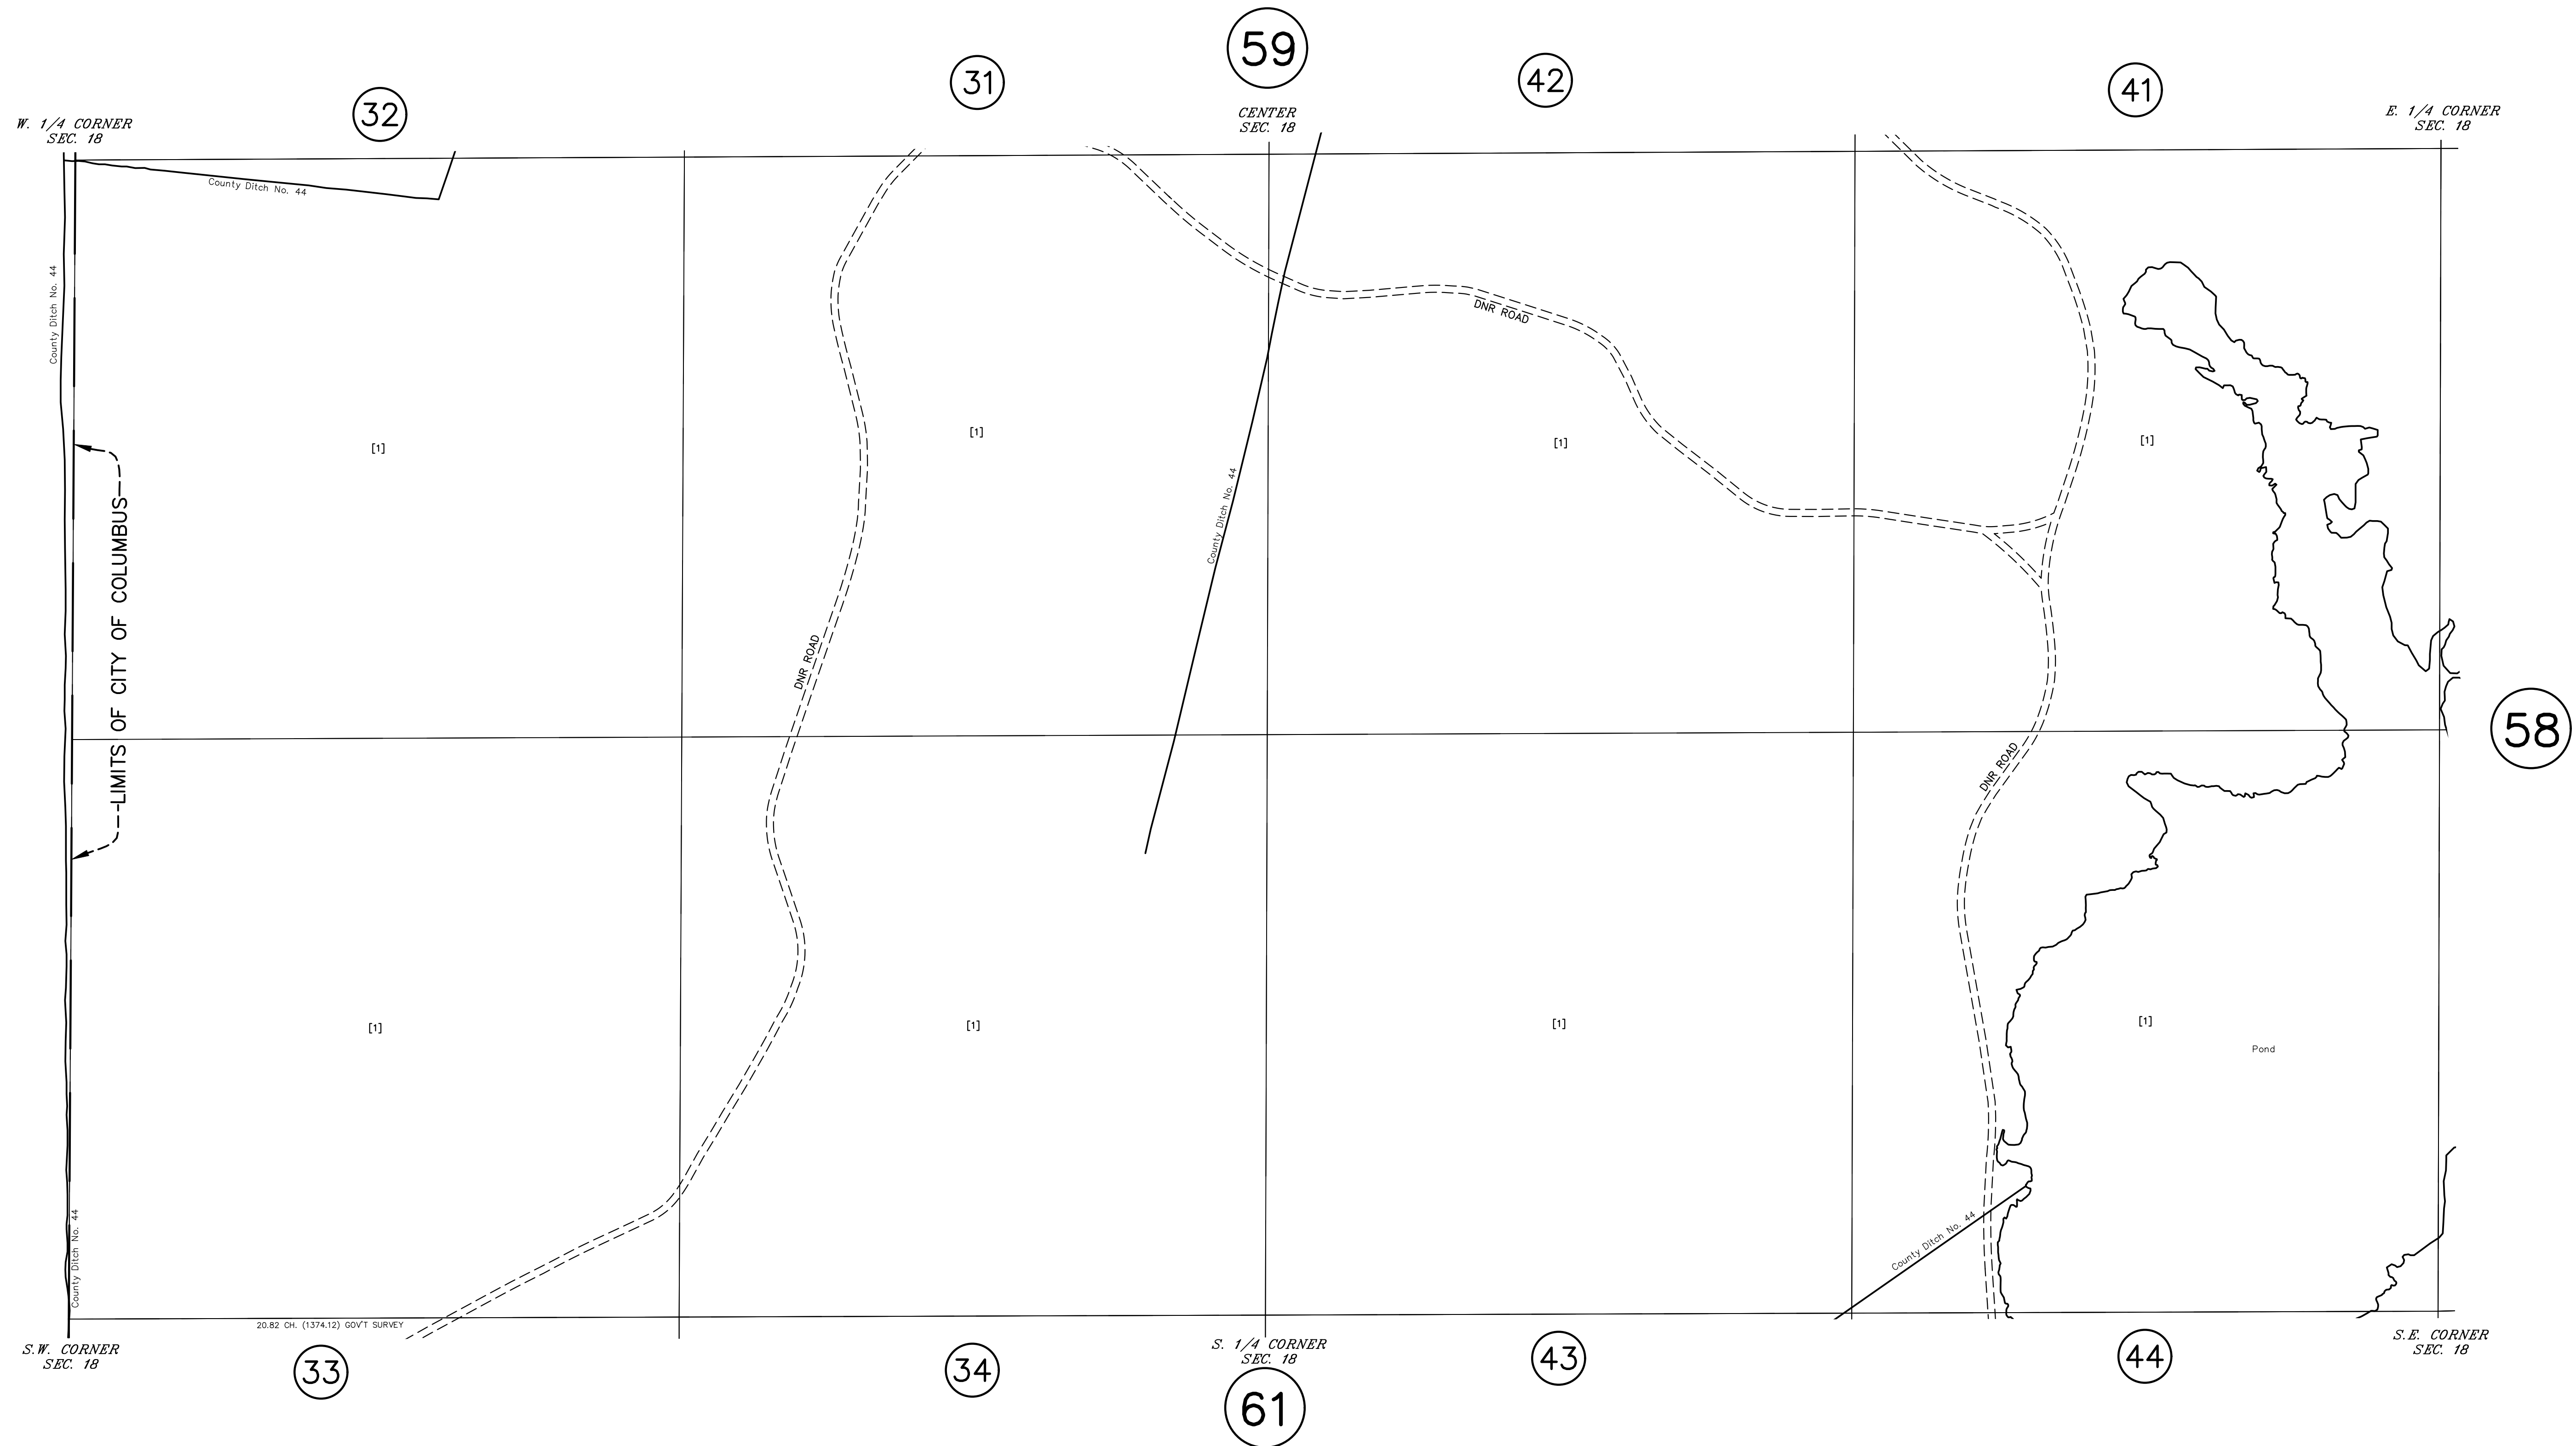 59
31
42
41
32
W. 1/4 CORNER
SEC. 18
CENTER
SEC. 18
E. 1/4 CORNER
SEC. 18
County Ditch No. 44
County Ditch No. 44
DNR ROAD
[1]
[1]
[1]
[1]
County Ditch No. 44
LIMITS OF CITY OF COLUMBUS
DNR ROAD
58
DNR ROAD
[1]
[1]
[1]
[1]
Pond
County Ditch No. 44
County Ditch No. 44
20.82 CH. (1374.12) GOV'T SURVEY
S.W. CORNER
SEC. 18
S. 1/4 CORNER
SEC. 18
S.E. CORNER
SEC. 18
33
34
43
44
61